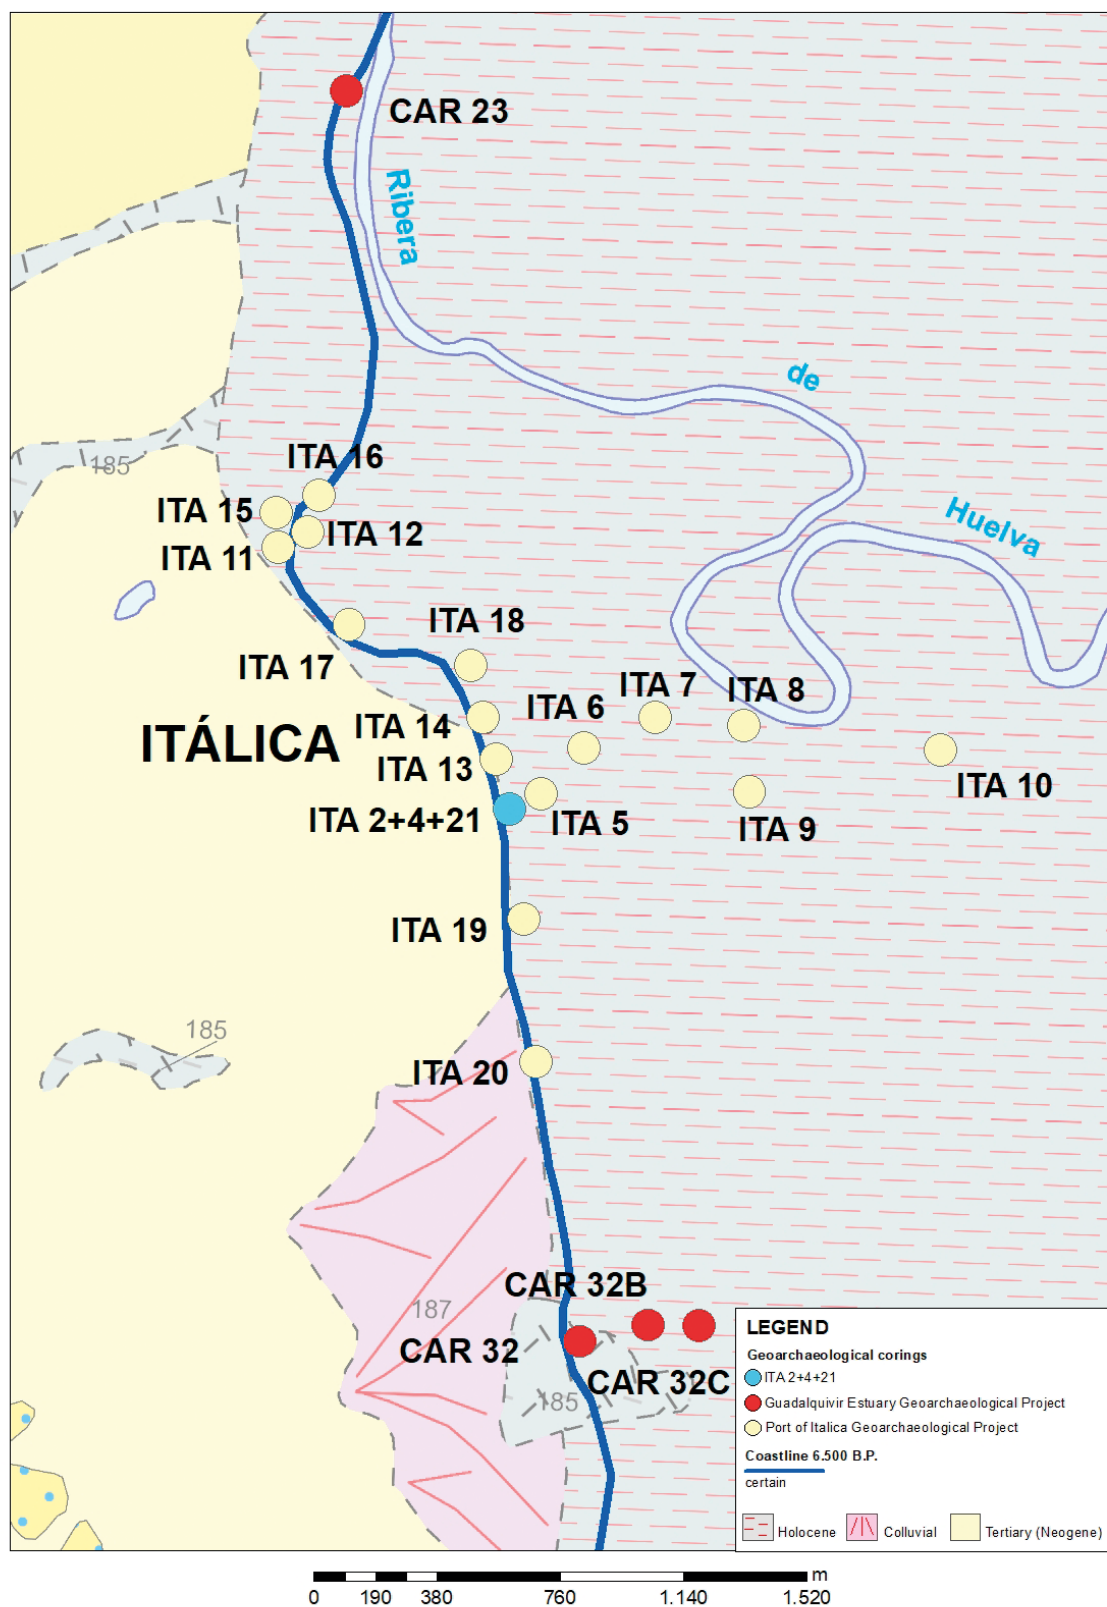 CAR 23
Ribera
de
Huelva
185
ITA 16
ITA 15
ITA 12
ITA 11
ITA 18
ITA 17
ITA 7
ITA 8
ITA 6
ITA 14
ITÁLICA
ITA 13
ITA 10
ITA 2+4+21
ITA 5
ITA 9
ITA 19
185
ITA 20
CAR 32B
187
CAR 32
CAR 32C
185
LEGEND
Geoarchaeological corings
ITA 2+4+21
Guadalquivir Estuary Geoarchaeological Project
Port of Italica Geoarchaeological Project
Coastline 6.500 B.P.
certain
Holocene Colluvial Tertiary (Neogene)
m
0 190 380 760 1.140 1.520